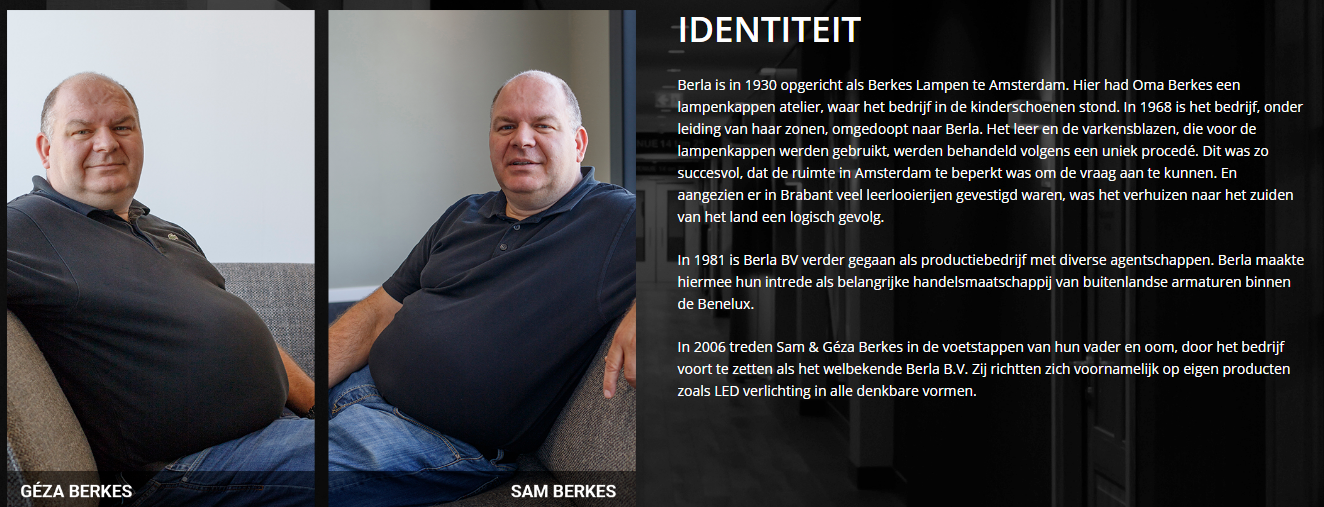 IDENTITEIT
Berla is in 1930 opgericht als Berkes Lampen te Amsterdam. Hier had Oma Berkes een
lampenkappen atelier, waar het bedrijf in de kinderschoenen stond. In 1968 is het bedrijf, onder
leiding van haar zonen, omgedoopt naar Berla. Het leer en de varkensblazen, die voor de
lampenkappen werden gebruikt, werden behandeld volgens een uniek procedé. Dit was zo
succesvol, dat de ruimte in Amsterdam te beperkt was om de vraag aan te kunnen. En
aangezien er in Brabant veel leerlooierijen gevestigd waren, was het verhuizen naar het zuiden
van het land een logisch gevolg.
In 1981 is Berla BV verder gegaan als productiebedrijf met diverse agentschappen. Berla maakte
hiermee hun intrede als belangrijke handelsmaatschappij van buitenlandse armaturen binnen
de Benelux.
In 2006 treden Sam & Géza Berkes in de voetstappen van hun vader en oom, door het bedrijf
voort te zetten als het welbekende Berla B.V. Zij richtten zich voornamelijk op eigen producten
zoals LED verlichting in alle denkbare vormen.
GÉZA BERKES
SAM BERKES